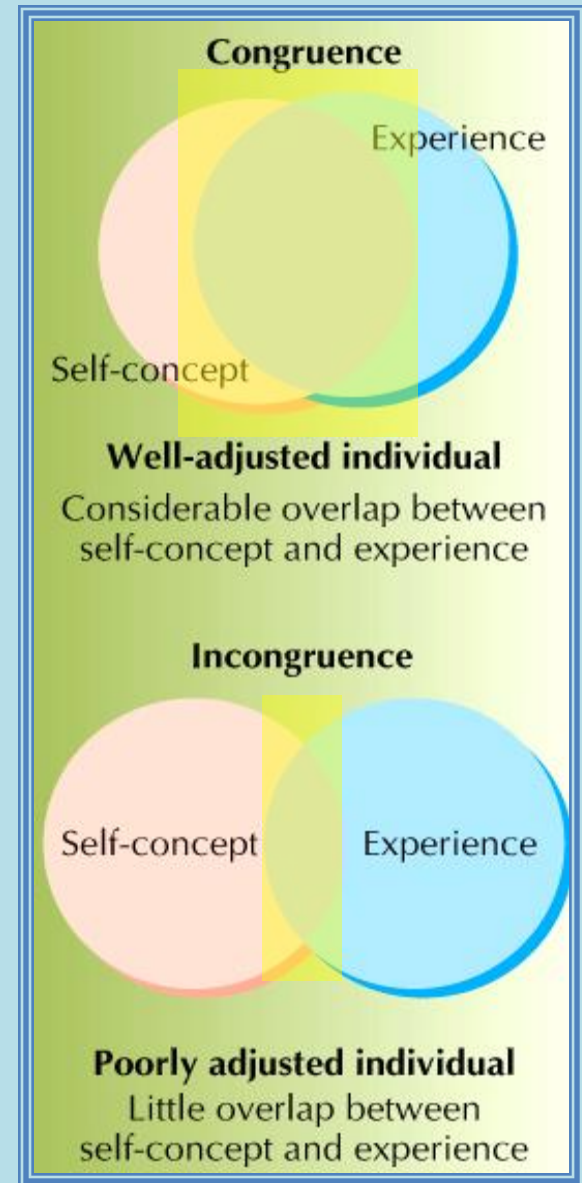 Congruence
Experience
Self-concept
Well-adjusted individual
Considerable overlap between
self-concept and experience
Incongruence
Self-concept
Experience
Poorly adjusted individual
Little overlap between
self-concept and experience